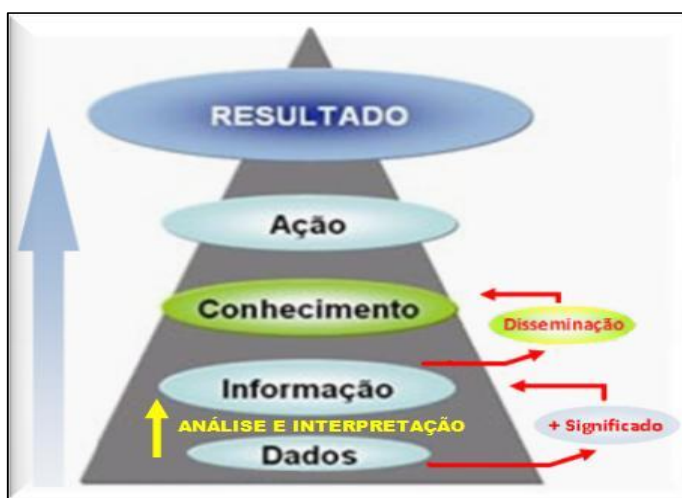 RESULTADO
Ação
Conhecimento
Disseminação
Informação
ANÁLISE E INTERPRETAÇÃO
+ Significado
Dados